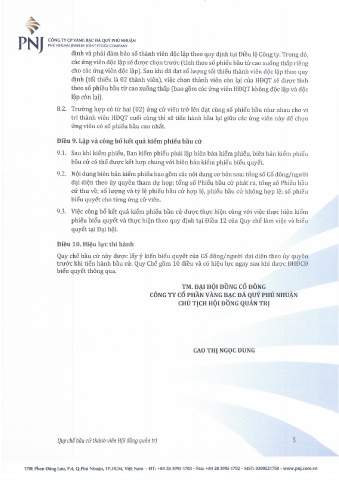 PNJ
CÔNG TY CP VÀNG BẠC ĐÁ QUÝ PHÚ NHUẬN
PHU NHUAN JEWELRY JOINT STOCK COMPANY
định và phải đảm bảo số thành viên độc lập theo quy định tại Điều lệ Công ty. Trong đó,
các ứng viên độc lập sẽ được chọn trước (tính theo số phiếu bầu từ cao xuống thấp riêng
cho các ứng viên độc lập). Sau khi đã đạt số lượng tối thiểu thành viên độc lập theo quy
định (tối thiểu là 02 thành viên), việc chọn thành viên còn lại của HĐQT sẽ được tính
theo số phiếu bầu từ cao xuống thấp (bao gồm các ứng viên HĐQT không độc lập và độc
lập còn lại).
8.2. Trường hợp có từ hai (02) ứng cử viên trở lên đạt cùng số phiếu bầu như nhau cho vị
trí thành viên HĐQT cuối cùng thì sẽ tiến hành bầu lại giữa các ứng viên này để chọn
ứng viên có số phiếu bầu cao nhất.
Điều 9. Lập và công bố kết quả kiểm phiếu bầu cử
9.1. Sau khi kiểm phiếu, Ban kiểm phiếu phải lập biên bản kiểm phiếu, biên bản kiểm phiếu
bầu cử có thể được kết hợp chung với biên bản kiểm phiếu biểu quyết.
9.2. Nội dung biên bản kiểm phiếu bao gồm các nội dung cơ bản sau: tổng số Cổ đông/người
đại diện theo ủy quyền tham dự họp; tổng số Phiếu bầu cử phát ra, tổng số Phiếu bầu
cử thu về; số lượng và tỷ lệ phiếu bầu cử hợp lệ, phiếu bầu cử không hợp lệ; số phiếu
biểu quyết cho từng ứng cử viên.
9.3. Việc công bố kết quả kiểm phiếu bầu cử được thực hiện cùng với việc thực hiện kiểm
phiếu biểu quyết và thực hiện theo quy định tại Điều 12 của Quy chế làm việc và biểu
quyết tại Đại hội.
Điều 10. Hiệu lực thi hành
Quy chế bầu cử này được lấy ý kiến biểu quyết của Cổ đông/người đại diện theo ủy quyền
trước khi tiến hành bầu cử. Quy Chế gồm 10 điều và có hiệu lực ngay sau khi được ĐHĐCĐ
biểu quyết thông qua.
TM. ĐẠI HỘI ĐỒNG CỔ ĐÔNG
CÔNG TY CỔ PHẦN VÀNG BẠC ĐÁ QUÝ PHÚ NHUẬN
CHỦ TỊCH HỘI ĐỒNG QUẢN TRỊ
CAO THỊ NGỌC DUNG
Quy chế bầu cử thành viên Hội đồng quản trị 5
170E Phan Đăng Lưu, P.4, Q.Phú Nhuận, TP.HCM, Việt Nam - ĐT: +84 28 3995 1703 - Fax: +84 28 3995 1702 - MST: 0300521758 - www.pnj.com.vn